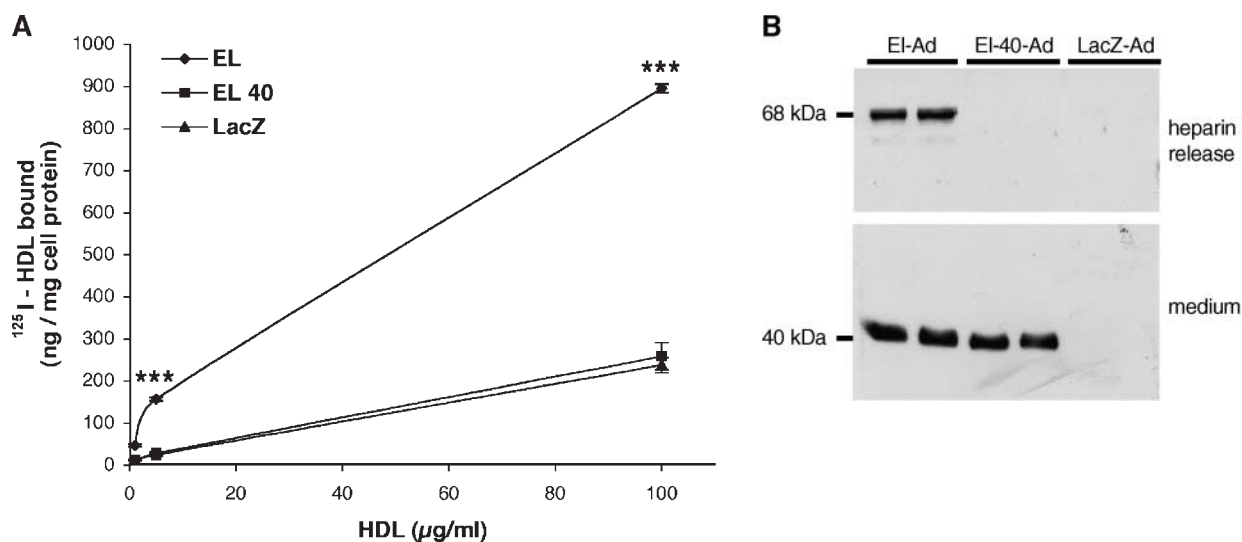 A
1000
900
800
700
600
500
400
300
200
100
0
125 I - HDL bound
(ng / mg cell protein)
EL
EL 40
LacZ
***
***
0
20
40
60
80
100
HDL (µg/ml)
B
El-Ad
El-40-Ad
LacZ-Ad
68 kDa
heparin
release
40 kDa
medium